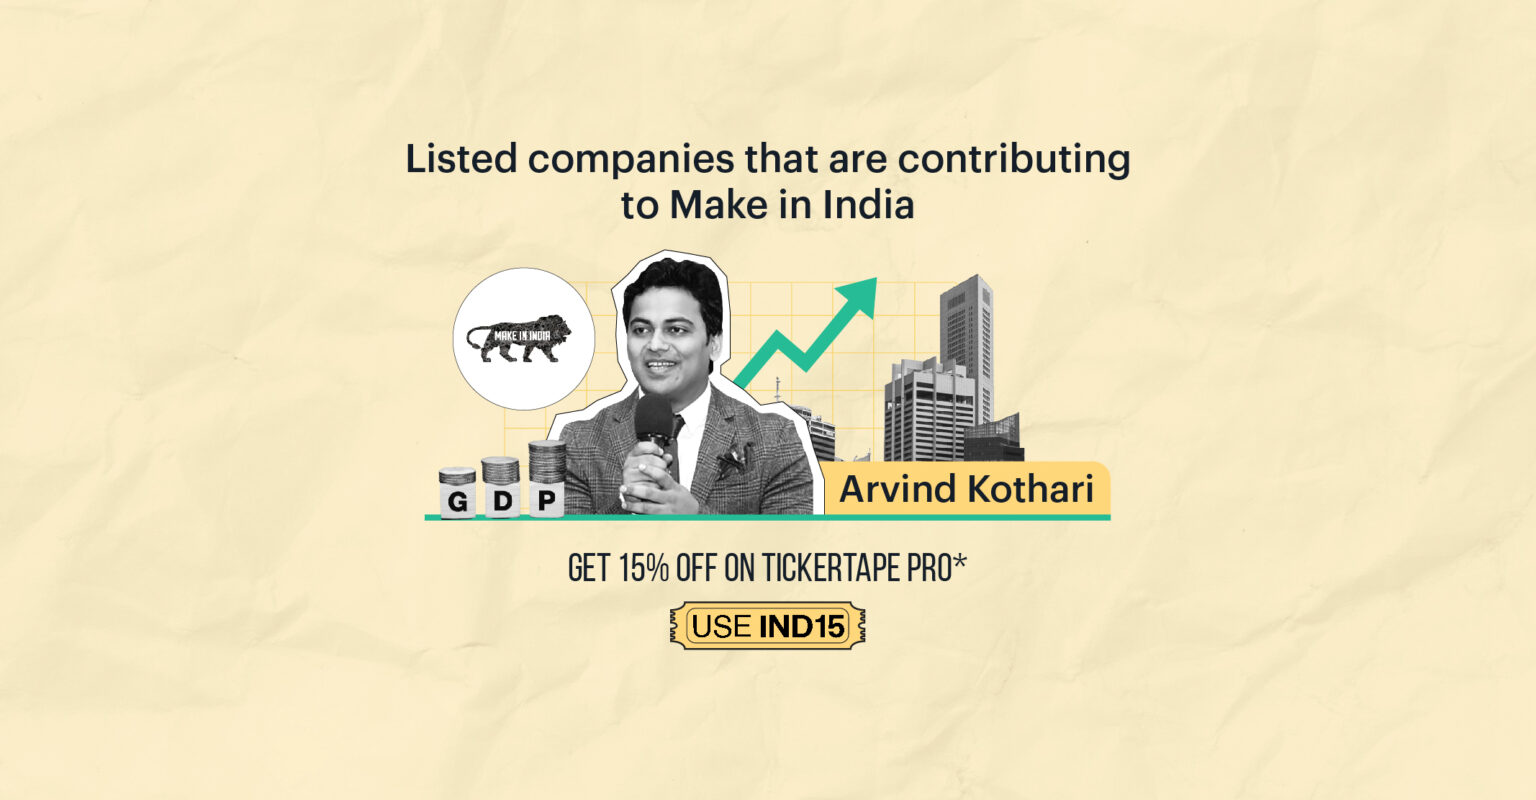 Listed companies that are contributing
to Make in India
MAKE IN INDIA
G D P
Arvind Kothari
GET 15% OFF ON TICKERTAPE PRO*
USE IND15